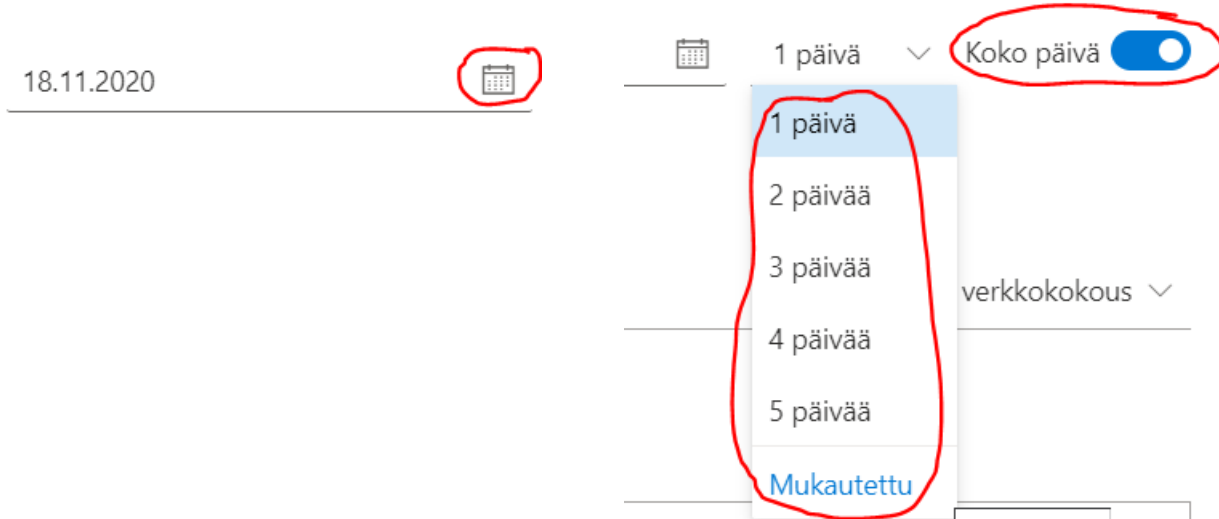 18.11.2020
1 päivä
Koko päivä
1 päivä
2 päivää
3 päivää
4 päivää
5 päivää
Mukautettu
verkkokokous